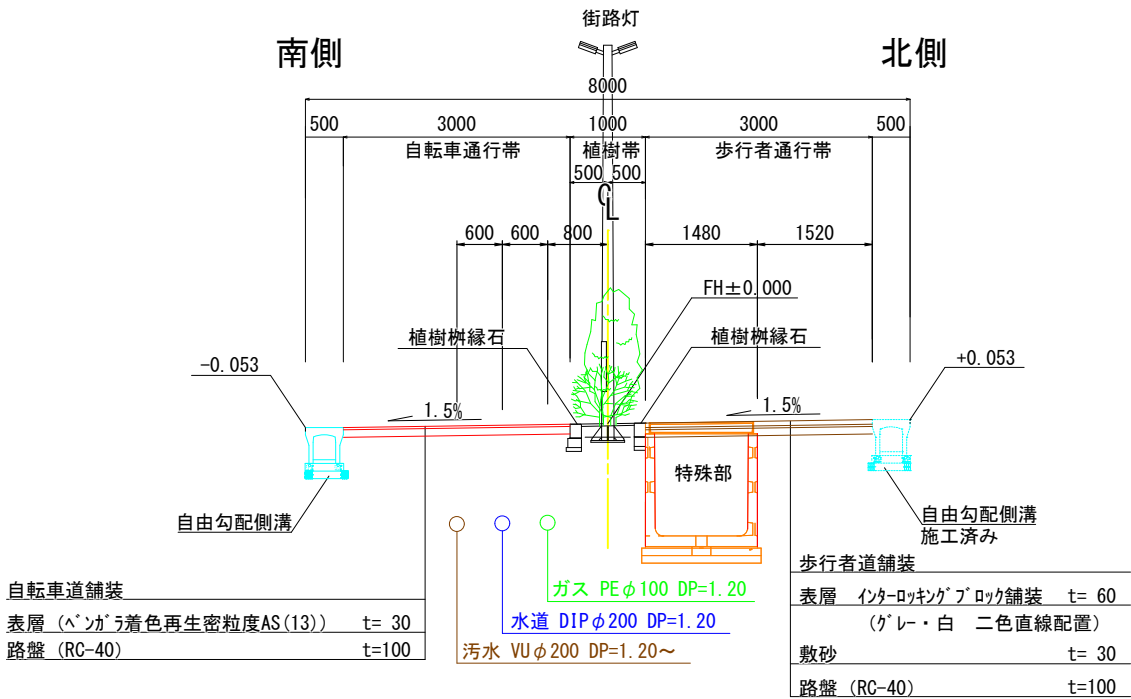 街路灯
南側
北側
8000
500
3000
1000
3000
500
自転車通行帯
植樹帯
歩行者通行帯
500
500
CL
600
600
800
1480
1520
FH±0.000
植樹桝縁石
植樹桝縁石
-0.053
+0.053
1.5%
1.5%
特殊部
自由勾配側溝
自由勾配側溝
施工済み
ガス PEφ100 DP=1.20
水道 DIPφ200 DP=1.20
汚水 VUφ200 DP=1.20～
自転車道舗装
表層 (ﾍﾞﾝｶﾞﾗ着色再生密粒度AS(13)) t= 30
路盤 (RC-40) t=100
歩行者道舗装
表層 ｲﾝﾀｰﾛｯｷﾝｸﾞﾌﾞﾛｯｸ舗装 t= 60
(ｸﾞﾚｰ・白 二色直線配置)
敷砂 t= 30
路盤 (RC-40) t=100